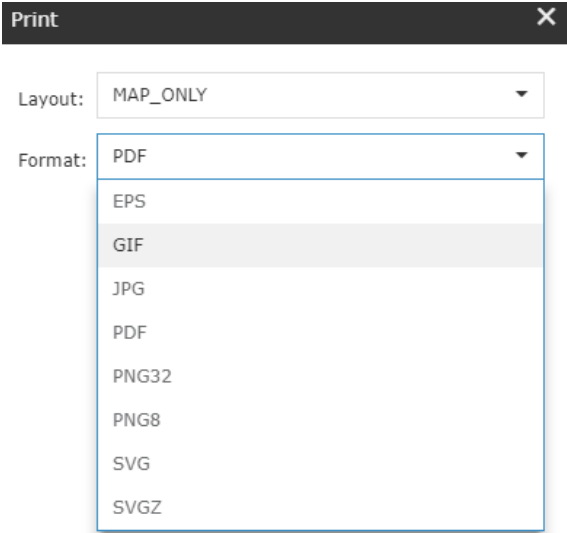 Print
Layout: MAP_ONLY
Format: PDF
EPS
GIF
JPG
PDF
PNG32
PNG8
SVG
SVGZ